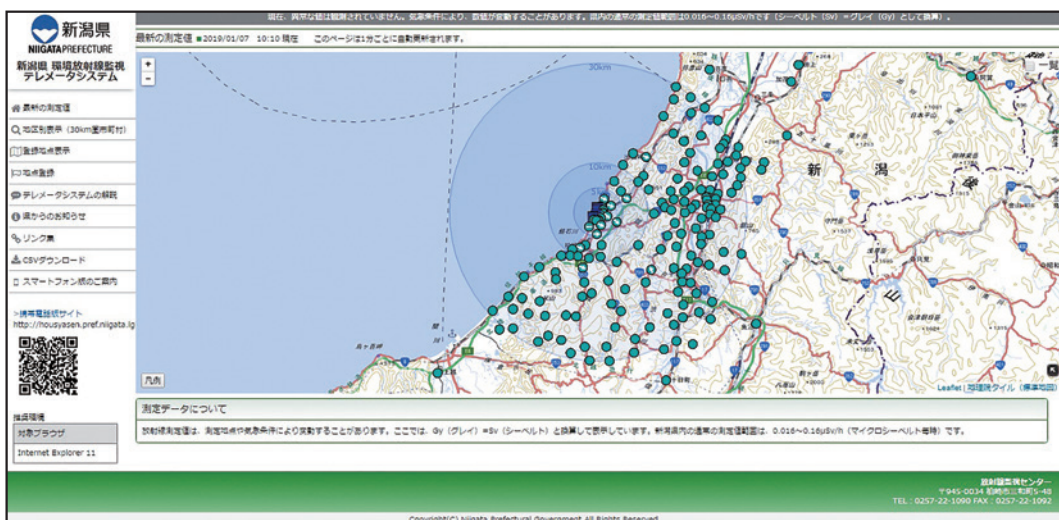 現在、異常な値は観測されていません。気象条件により、数値が変動することがあります。県内の通常の測定値範囲は0.016~0.16μSv/hです（シーベルト（Sv）＝グレイ（Gy）として換算）。
新潟県
NIIGATA PREFECTURE
新潟県 環境放射線監視
テレメータシステム
最新の測定値 ■2019/01/07 10:10 現在 このページは1分ごとに自動更新されます。
最新の測定値
地区別表示（30km圏市町村）
登録地点表示
地点登録
テレメータシステムの解説
県からのお知らせ
リンク集
CSVダウンロード
スマートフォン版のご案内
>携帯電話版サイト
http://housyasen.pref.niigata.lg
推奨環境
対象ブラウザ
Internet Explorer 11
+
−
一覧
30km
10km
5km
新
潟
凡例
Leaflet | 地理院タイル（標準地図）
測定データについて
放射線測定値は、測定地点や気象条件により変動することがあります。ここでは、Gy（グレイ）＝Sv（シーベルト）と換算して表示しています。新潟県内の通常の測定値範囲は、0.016~0.16μSv/h（マイクロシーベルト毎時）です。
放射線監視センター
〒945-0034 柏崎市三和町5-48
TEL : 0257-22-1090 FAX : 0257-22-1092
Copyright(C) Niigata Prefectural Government All Rights Reserved